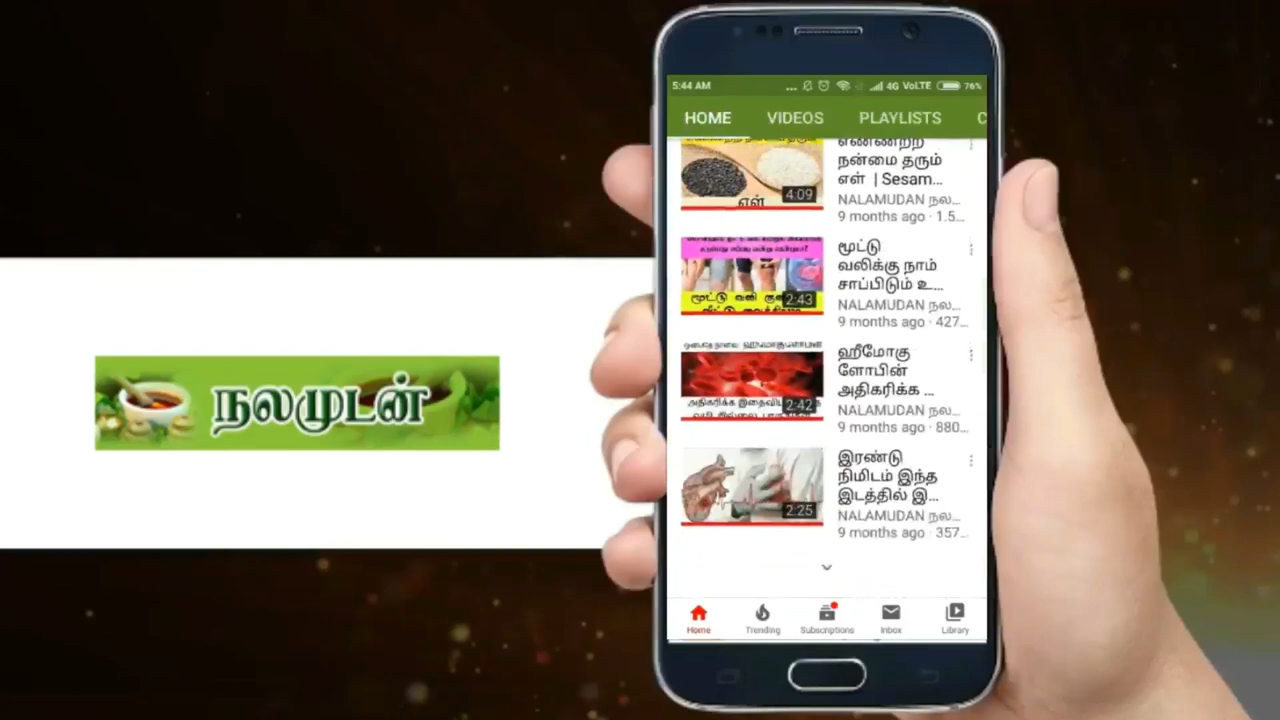 நலமுடன்
5:44 AM
4G VoLTE 76%
HOME VIDEOS PLAYLISTS C
எண்ணற்ற
நன்மை தரும்
எள் | Sesam...
NALAMUDAN நல...
9 months ago · 1.5...
எள்
4:09
மூட்டு
வலிக்கு நாம்
சாப்பிடும் உ...
NALAMUDAN நல...
9 months ago · 427...
மூட்டு வலி
2:43
ஹீமோகு
ளோபின்
அதிகரிக்க ...
NALAMUDAN நல...
9 months ago · 880...
அதிகரிக்க
2:42
இரண்டு
நிமிடம் இந்த
இடத்தில் இ...
NALAMUDAN நல...
9 months ago · 357...
2:25
Home Trending Subscriptions Inbox Library